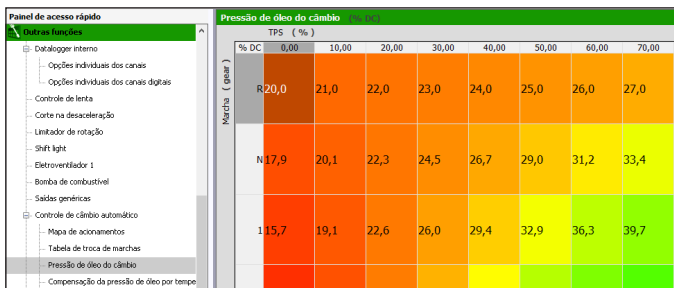 Painel de acesso rápido
Outras funções
Datalogger interno
Opções individuais dos canais
Opções individuais dos canais digitais
Controle de lenta
Corte na desaceleração
Limitador de rotação
Shift light
Eletroventilador 1
Bomba de combustível
Saídas genéricas
Controle de câmbio automático
Mapa de acionamentos
Tabela de troca de marchas
Pressão de óleo do câmbio
Compensação da pressão de óleo por tempe
Pressão de óleo do câmbio (% DC)
TPS (%)
% DC 0,00 10,00 20,00 30,00 40,00 50,00 60,00 70,00
Marcha (gear)
R 20,0 21,0 22,0 23,0 24,0 25,0 26,0 27,0
N 17,9 20,1 22,3 24,5 26,7 29,0 31,2 33,4
1 15,7 19,1 22,6 26,0 29,4 32,9 36,3 39,7